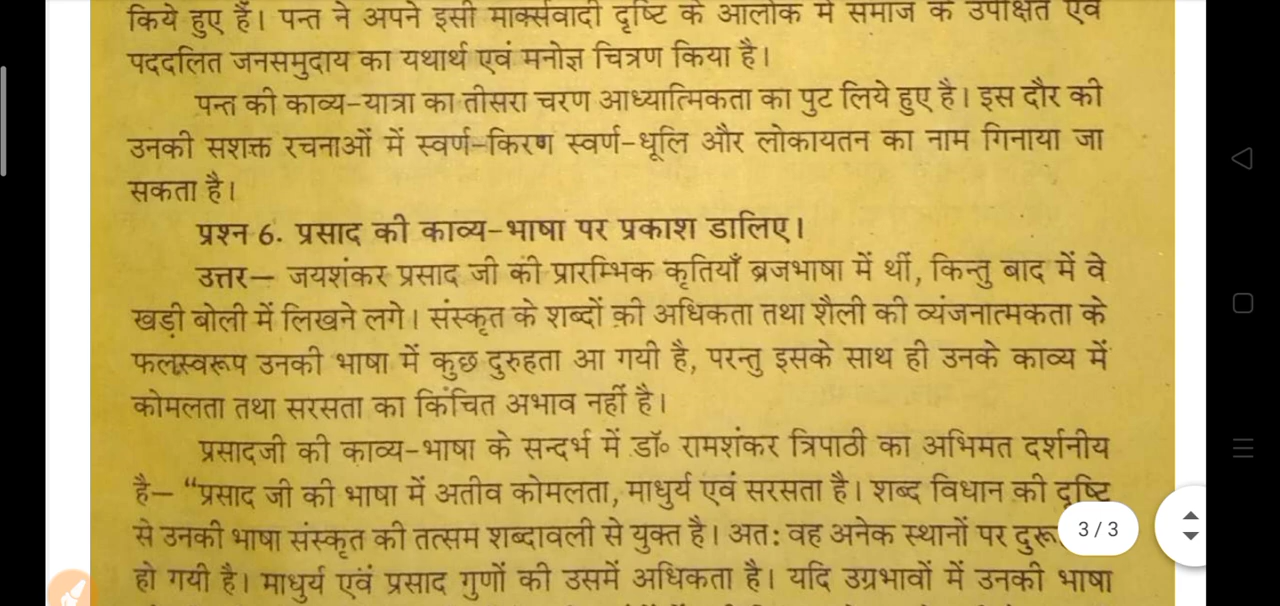 किये हुए हैं। पन्त ने अपने इसी मार्क्सवादी दृष्टि के आलोक में समाज के उपेक्षित एवं
पददलित जनसमुदाय का यथार्थ एवं मनोज्ञ चित्रण किया है।
पन्त की काव्य-यात्रा का तीसरा चरण आध्यात्मिकता का पुट लिये हुए है। इस दौर की
उनकी सशक्त रचनाओं में स्वर्ण-किरण स्वर्ण-धूलि और लोकायतन का नाम गिनाया जा
सकता है।
प्रश्न 6. प्रसाद की काव्य-भाषा पर प्रकाश डालिए।
उत्तर— जयशंकर प्रसाद जी की प्रारम्भिक कृतियाँ ब्रजभाषा में थीं, किन्तु बाद में वे
खड़ी बोली में लिखने लगे। संस्कृत के शब्दों की अधिकता तथा शैली की व्यंजनात्मकता के
फलस्वरूप उनकी भाषा में कुछ दुरुहता आ गयी है, परन्तु इसके साथ ही उनके काव्य में
कोमलता तथा सरसता का किंचित अभाव नहीं है।
प्रसादजी की काव्य-भाषा के सन्दर्भ में डॉ० रामशंकर त्रिपाठी का अभिमत दर्शनीय
है— “प्रसाद जी की भाषा में अतीव कोमलता, माधुर्य एवं सरसता है। शब्द विधान की दृष्टि
से उनकी भाषा संस्कृत की तत्सम शब्दावली से युक्त है। अतः वह अनेक स्थानों पर
3 / 3
हो गयी है। माधुर्य एवं प्रसाद गुणों की उसमें अधिकता है। यदि उग्रभावों में उनकी भाषा